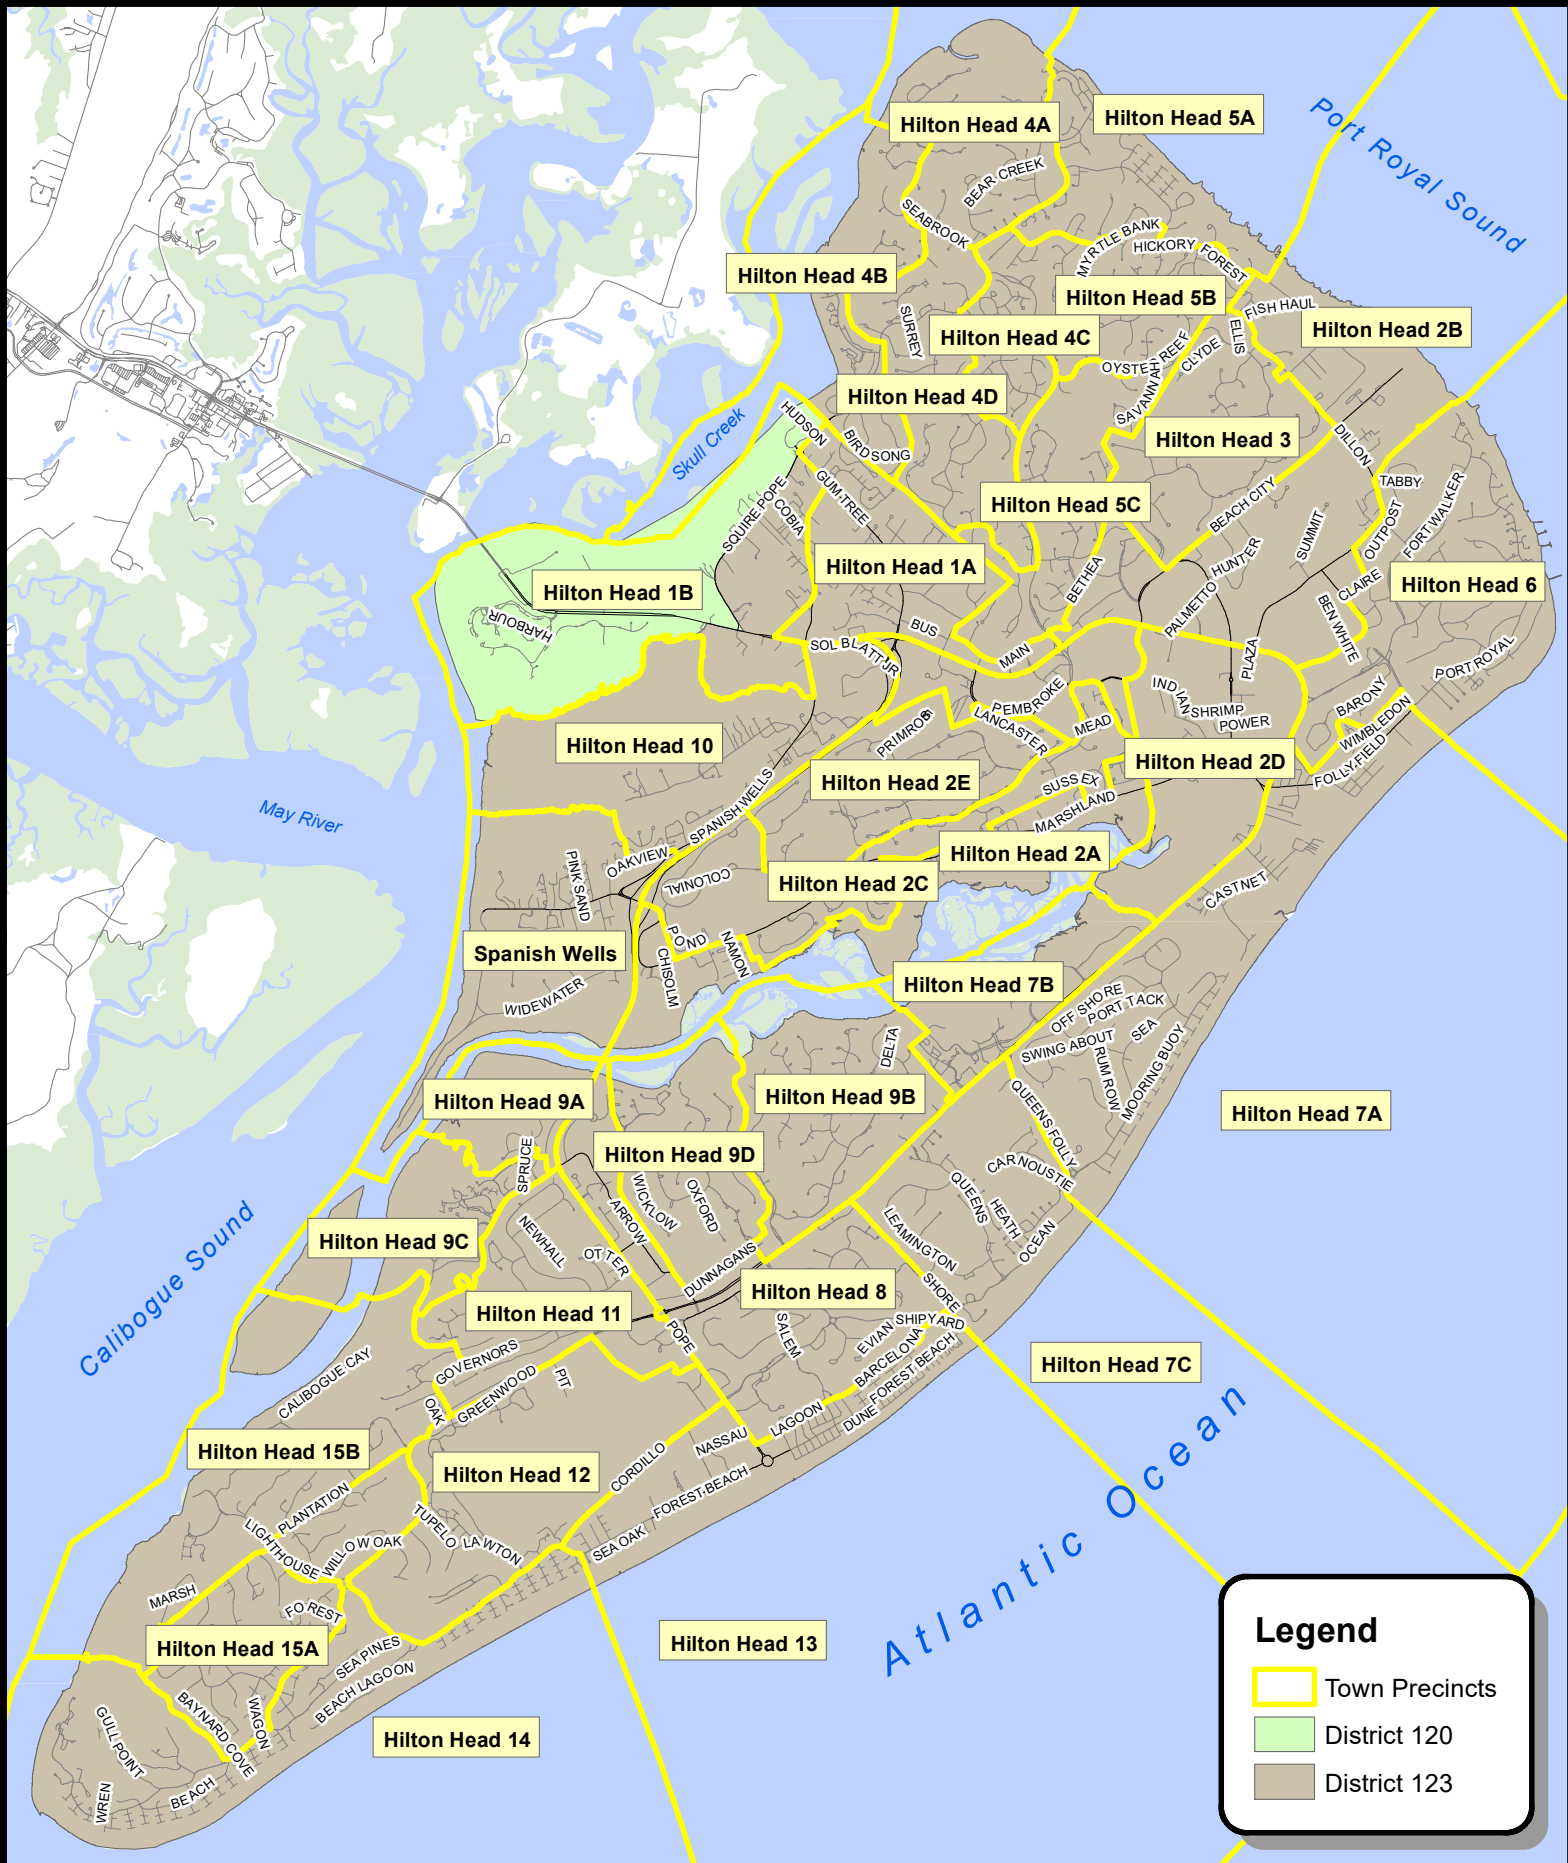 Hilton Head 5A
Hilton Head 4A
Port Royal Sound
BEAR CREEK
SEABROOK
MYRTLE BANK
HICKORY FOREST
Hilton Head 4B
Hilton Head 5B
FISH HAUL
SURREY
Hilton Head 4C
ELLIS
Hilton Head 2B
OYSTER REEF
CLYDE
SAVANNAH
Hilton Head 4D
HUDSON
Skull Creek
BIRDSONG
Hilton Head 3
DILLON
TABBY
GUM TREE
SQUIRE POPE
COBIA
Hilton Head 5C
BEACH CITY
SUMMIT
OUTPOST
FORT WALKER
Hilton Head 1A
Hilton Head 1B
HARBOUR
BETHEA
HUNTER
PALMETTO
CLAIRE
BEN WHITE
Hilton Head 6
SOL BLATT JR
BUS
MAIN
PLAZA
PORT ROYAL
INDIAN
SHRIMP
POWER
PEMBROKE
LANCASTER
MEAD
PRIMROS
BARONY
WIMBLEDON
FOLLY FIELD
Hilton Head 10
Hilton Head 2E
Hilton Head 2D
May River
SPANISH WELLS
SUSSEX
MARSHLAND
OAKVIEW
PINK SAND
COLONIAL
Hilton Head 2A
Hilton Head 2C
CASTNET
Spanish Wells
POND
NAMON
CHISOLM
WIDEWATER
Hilton Head 7B
OFF SHORE
PORT TACK
SEA
SWING ABOUT
RUM ROW
MOORING BUOY
DELTA
QUEENS FOLLY
Hilton Head 9A
Hilton Head 9B
Hilton Head 7A
Hilton Head 9D
SPRUCE
WICKLOW
OXFORD
ARROW
CARNOUSTIE
QUEENS
HEATH
OCEAN
Calibogue Sound
Hilton Head 9C
NEWHALL
OTTER
DUNNAGANS
LEAMINGTON
SHORE
Hilton Head 8
Hilton Head 11
POPE
SALEM
EVIAN
SHIPYARD
BARCELONA
FOREST BEACH
DUNE
LAGOON
NASSAU
Hilton Head 7C
CALIBOGUE CAY
GOVERNORS
GREENWOOD
PIT
OAK
Hilton Head 15B
Hilton Head 12
CORDILLO
FOREST BEACH
SEA OAK
PLANTATION
LIGHTHOUSE
WILLOW OAK
TUPELO
LAWTON
MARSH
FOREST
Hilton Head 15A
SEA PINES
BEACH LAGOON
Hilton Head 13
Atlantic Ocean
GULL POINT
BAYNARD COVE
WAGON
WREN
BEACH
Hilton Head 14
Legend
Town Precincts
District 120
District 123